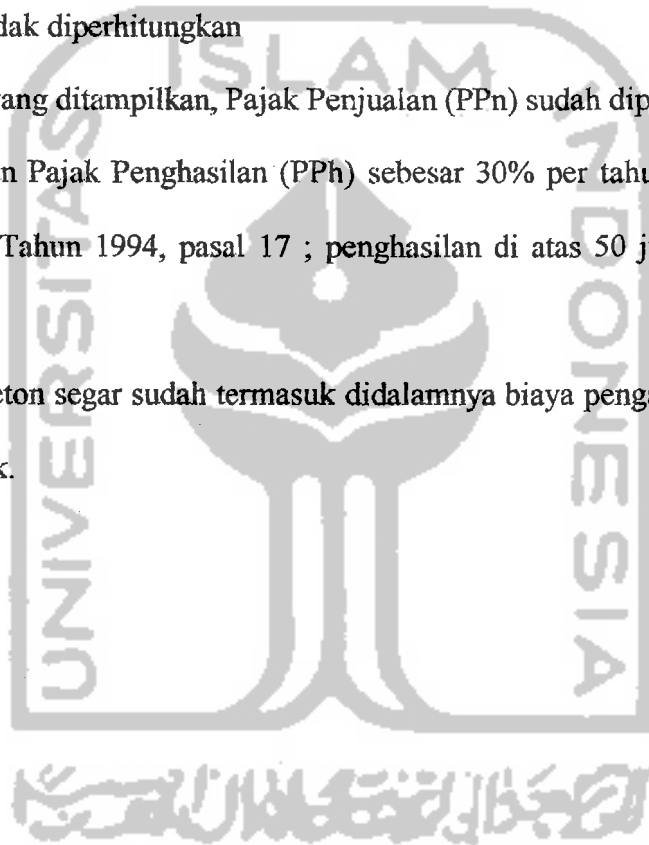 dak diperhitungkan
ang ditampilkan, Pajak Penjualan (PPn) sudah dip
n Pajak Penghasilan (PPh) sebesar 30% per tahu
Tahun 1994, pasal 17 ; penghasilan di atas 50 j
eton segar sudah termasuk didalamnya biaya peng
k.
ISLAM
UNIVERSITAS
INDONESIA